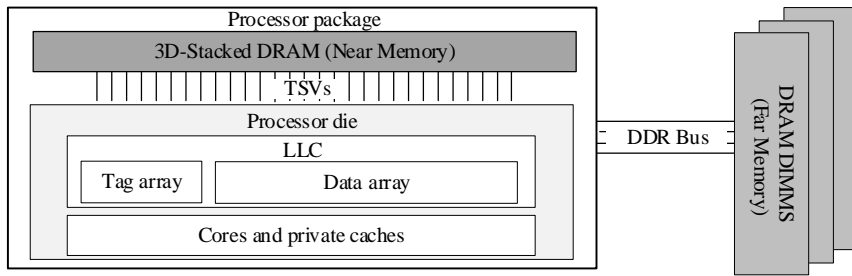 Processor package
3D-Stacked DRAM (Near Memory)
TSVs
Processor die
LLC
Tag array
Data array
Cores and private caches
DDR Bus
DRAM DIMMS
(Far Memory)